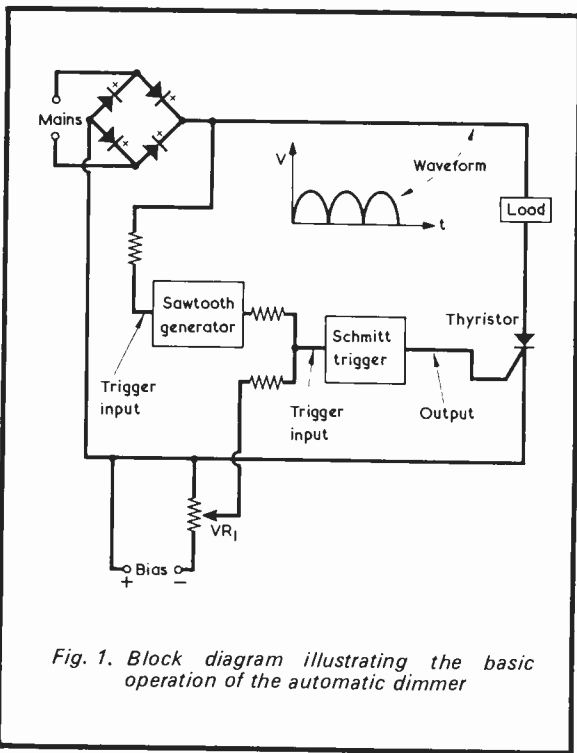 Mains
x
x
x
x
V
Waveform
t
Load
Sawtooth
generator
Schmitt
trigger
Thyristor
Trigger
input
Trigger
input
Output
VR1
Bias
+
−
Fig. 1. Block diagram illustrating the basic
operation of the automatic dimmer